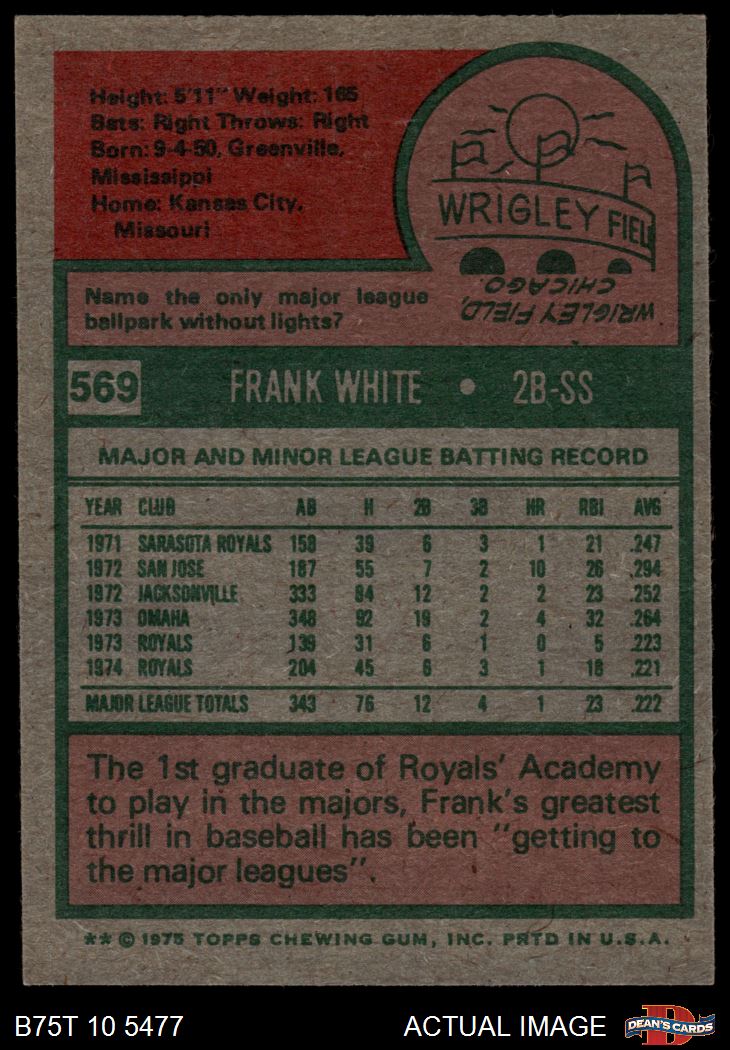 Height: 5'11" Weight: 165
Bats: Right Throws: Right
Born: 9-4-50, Greenville,
Mississippi
Home: Kansas City,
Missouri
WRIGLEY FIEL
WRIGLEY FIELD,
CHICAGO.
Name the only major league
ballpark without lights?
569 FRANK WHITE • 2B-SS
MAJOR AND MINOR LEAGUE BATTING RECORD
YEAR CLUB AB H 2B 3B HR RBI AVG
1971 SARASOTA ROYALS 158 39 6 3 1 21 .247
1972 SAN JOSE 187 55 7 2 10 26 .294
1972 JACKSONVILLE 333 84 12 2 2 23 .252
1973 OMAHA 348 92 19 2 4 32 .264
1973 ROYALS 139 31 6 1 0 5 .223
1974 ROYALS 204 45 6 3 1 18 .221
MAJOR LEAGUE TOTALS 343 76 12 4 1 23 .222
The 1st graduate of Royals' Academy
to play in the majors, Frank's greatest
thrill in baseball has been "getting to
the major leagues".
** © 1975 TOPPS CHEWING GUM, INC. PRTD IN U.S.A.
B75T 10 5477 ACTUAL IMAGE
D
DEAN'S CARDS